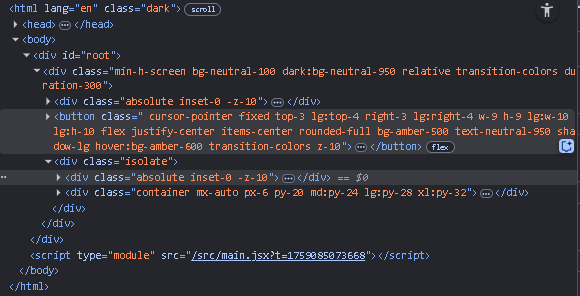 <html lang="en" class="dark"> scroll
<head> ⋯ </head>
<body>
<div id="root">
<div class="min-h-screen bg-neutral-100 dark:bg-neutral-950 relative transition-colors du
ration-300">
<div class="absolute inset-0 -z-10"> ⋯ </div>
<button class=" cursor-pointer fixed top-3 lg:top-4 right-3 lg:right-4 w-9 h-9 lg:w-10
lg:h-10 flex justify-center items-center rounded-full bg-amber-500 text-neutral-950 sha
dow-lg hover:bg-amber-600 transition-colors z-10"> ⋯ </button> flex
<div class="isolate">
⋯ <div class="absolute inset-0 -z-10"> ⋯ </div> == $0
<div class="container mx-auto px-6 py-20 md:py-24 lg:py-28 xl:py-32"> ⋯ </div>
</div>
</div>
</div>
<script type="module" src="/src/main.jsx?t=1759085073668"></script>
</body>
</html>